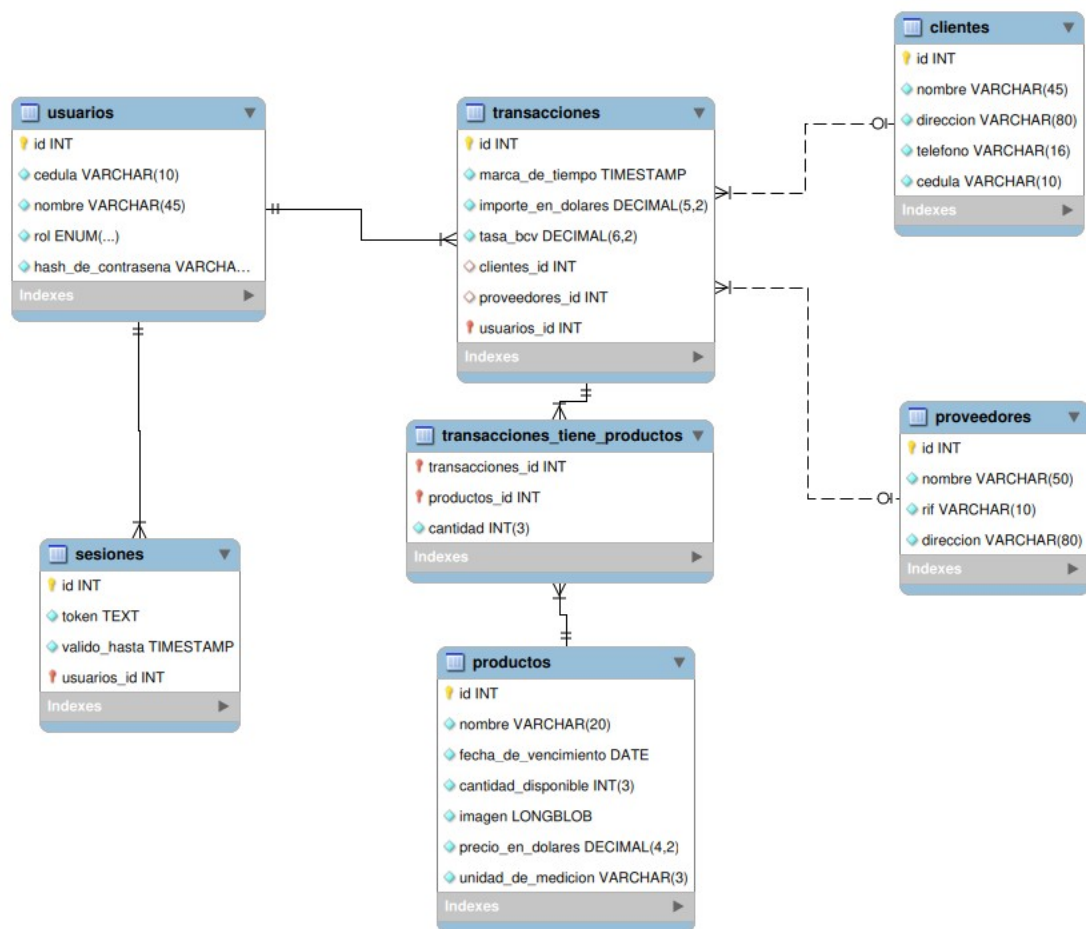 usuarios
id INT
cedula VARCHAR(10)
nombre VARCHAR(45)
rol ENUM(...)
hash_de_contrasena VARCHA...
Indexes
transacciones
id INT
marca_de_tiempo TIMESTAMP
importe_en_dolares DECIMAL(5,2)
tasa_bcv DECIMAL(6,2)
clientes_id INT
proveedores_id INT
usuarios_id INT
Indexes
clientes
id INT
nombre VARCHAR(45)
direccion VARCHAR(80)
telefono VARCHAR(16)
cedula VARCHAR(10)
Indexes
transacciones_tiene_productos
transacciones_id INT
productos_id INT
cantidad INT(3)
Indexes
proveedores
id INT
nombre VARCHAR(50)
rif VARCHAR(10)
direccion VARCHAR(80)
Indexes
sesiones
id INT
token TEXT
valido_hasta TIMESTAMP
usuarios_id INT
Indexes
productos
id INT
nombre VARCHAR(20)
fecha_de_vencimiento DATE
cantidad_disponible INT(3)
imagen LONGBLOB
precio_en_dolares DECIMAL(4,2)
unidad_de_medicion VARCHAR(3)
Indexes